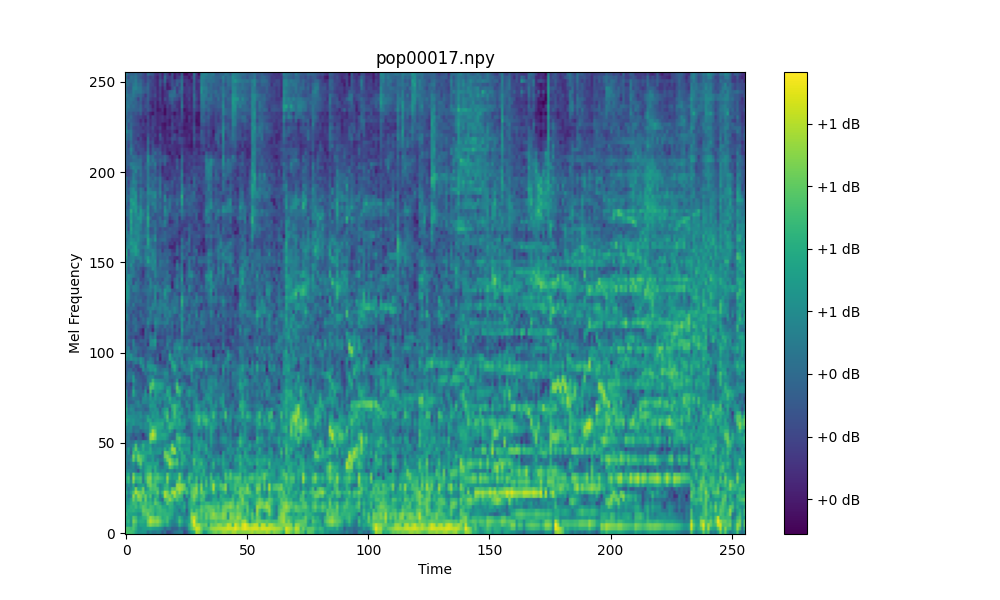 pop00017.npy
250
200
150
100
50
0
Mel Frequency
0 50 100 150 200 250
Time
+1 dB
+1 dB
+1 dB
+1 dB
+0 dB
+0 dB
+0 dB